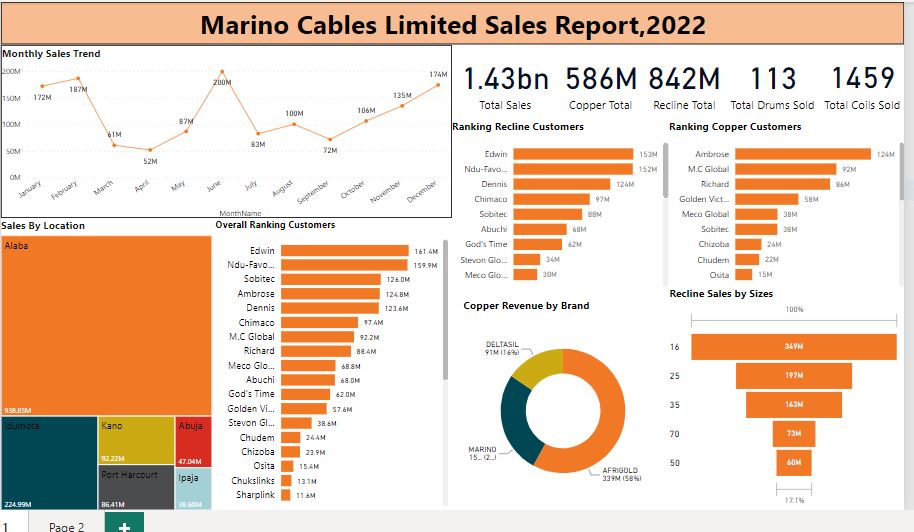 Marino Cables Limited Sales Report,2022
Monthly Sales Trend
200M
150M
100M
50M
0M
172M
187M
61M
52M
87M
200M
83M
100M
72M
106M
135M
174M
January
February
March
April
May
June
July
August
September
October
November
December
MonthName
1.43bn
Total Sales
586M
Copper Total
842M
Recline Total
113
Total Drums Sold
1459
Total Coils Sold
Ranking Recline Customers
Edwin 153M
Ndu-Favo... 152M
Dennis 124M
Chimaco 97M
Sobitec 88M
Abuchi 68M
God's Time 62M
Stevon Glo... 34M
Meco Glo... 30M
Ranking Copper Customers
Ambrose 124M
M.C Global 92M
Richard 86M
Golden Vict... 58M
Meco Global 38M
Sobitec 38M
Chizoba 24M
Chudem 22M
Osita 15M
Sales By Location
Alaba
938.85M
Idumota
224.99M
Kano
92.22M
Abuja
47.04M
Port Harcourt
86.41M
Ipaja
38.60M
Overall Ranking Customers
Edwin 161.4M
Ndu-Favo... 159.9M
Sobitec 126.0M
Ambrose 124.8M
Dennis 123.6M
Chimaco 97.4M
M.C Global 92.2M
Richard 88.4M
Meco Glo... 68.8M
Abuchi 68.0M
God's Time 62.0M
Golden Vi... 57.6M
Stevon Gl... 38.6M
Chudem 24.4M
Chizoba 23.9M
Osita 15.4M
Chukslinks 13.1M
Sharplink 11.6M
Copper Revenue by Brand
DELTASIL
91M (16%)
MARINO
15... (2...)
AFRIGOLD
339M (58%)
Recline Sales by Sizes
100%
16 349M
25 197M
35 163M
70 73M
50 60M
17.1%
1
Page 2
+